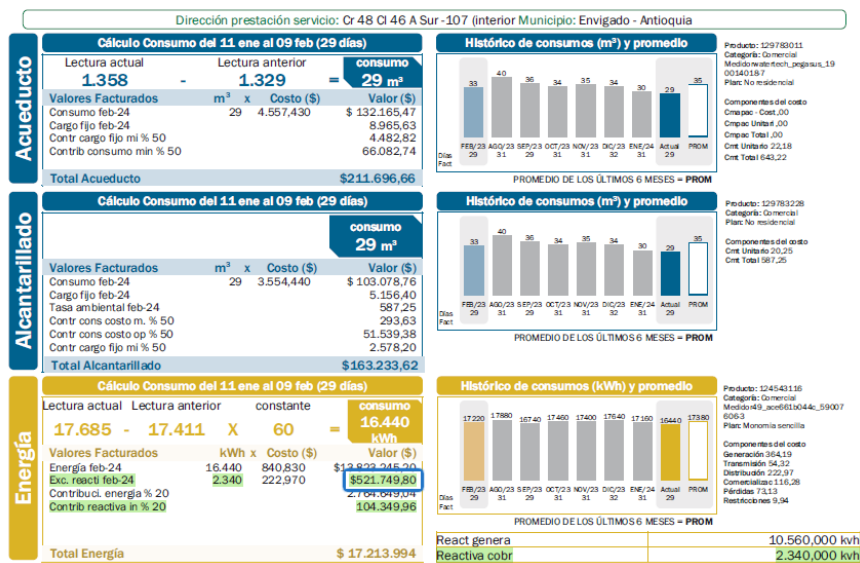 Dirección prestación servicio: Cr 48 Cl 46 A Sur -107 (interior Municipio: Envigado - Antioquia
Acueducto
Cálculo Consumo del 11 ene al 09 feb (29 días)
Lectura actual Lectura anterior consumo
1.358 - 1.329 = 29 m³
Valores Facturados m³ x Costo ($) Valor ($)
Consumo feb-24 29 4.557,430 $ 132.165,47
Cargo fijo feb-24 8.965,63
Contr cargo fijo mi % 50 4.482,82
Contrib consumo min % 50 66.082,74
Total Acueducto $211.696,66
Histórico de consumos (m³) y promedio
33 40 36 34 35 34 30 29 35
FEB/23 AGO/23 SEP/23 OCT/23 NOV/23 DIC/23 ENE/24 Actual PROM
Días Fact 29 31 31 31 31 32 31 29
PROMEDIO DE LOS ÚLTIMOS 6 MESES = PROM
Producto: 129783011
Categoría: Comercial
Medidorwatertech_pegasus_19
00140187
Plan: No residencial
Componentes del costo
Cmapac - Cost ,00
Cmpac Unitari ,00
Cmpac Total ,00
Cmt Unitario 22,18
Cmt Total 643,22
Alcantarillado
Cálculo Consumo del 11 ene al 09 feb (29 días)
consumo
29 m³
Valores Facturados m³ x Costo ($) Valor ($)
Consumo feb-24 29 3.554,440 $ 103.078,76
Cargo fijo feb-24 5.156,40
Tasa ambiental feb-24 587,25
Contr cons costo m. % 50 293,63
Contr cons costo op % 50 51.539,38
Contr cargo fijo mi % 50 2.578,20
Total Alcantarillado $163.233,62
Histórico de consumos (m³) y promedio
33 40 36 34 35 34 30 29 35
FEB/23 AGO/23 SEP/23 OCT/23 NOV/23 DIC/23 ENE/24 Actual PROM
Días Fact 29 31 31 31 31 32 31 29
PROMEDIO DE LOS ÚLTIMOS 6 MESES = PROM
Producto: 129783228
Categoría: Comercial
Plan: No residencial
Componentes del costo
Cmt Unitario 20,25
Cmt Total 587,25
Energía
Cálculo Consumo del 11 ene al 09 feb (29 días)
Lectura actual Lectura anterior constante consumo
17.685 - 17.411 X 60 = 16.440 kWh
Valores Facturados kWh x Costo ($) Valor ($)
Energía feb-24 16.440 840,830 $13.823.245,20
Exc. reacti feb-24 2.340 222,970 $521.749,80
Contribuci. energia % 20 2.764.649,04
Contrib reactiva in % 20 104.349,96
Total Energía $ 17.213.994
Histórico de consumos (kWh) y promedio
17220 17880 16740 17460 17400 17640 17160 16440 17380
FEB/23 AGO/23 SEP/23 OCT/23 NOV/23 DIC/23 ENE/24 Actual PROM
Días Fact 29 31 31 31 31 32 31 29
PROMEDIO DE LOS ÚLTIMOS 6 MESES = PROM
Producto: 124543116
Categoría: Comercial
Medidor49_ace661b044c_59007
6063
Plan: Monomia sencilla
Componentes del costo
Generación 364,19
Transmisión 54,32
Distribución 222,97
Comercializac 116,28
Pérdidas 73,13
Restricciones 9,94
React genera 10.560,000 kvh
Reactiva cobr 2.340,000 kvh